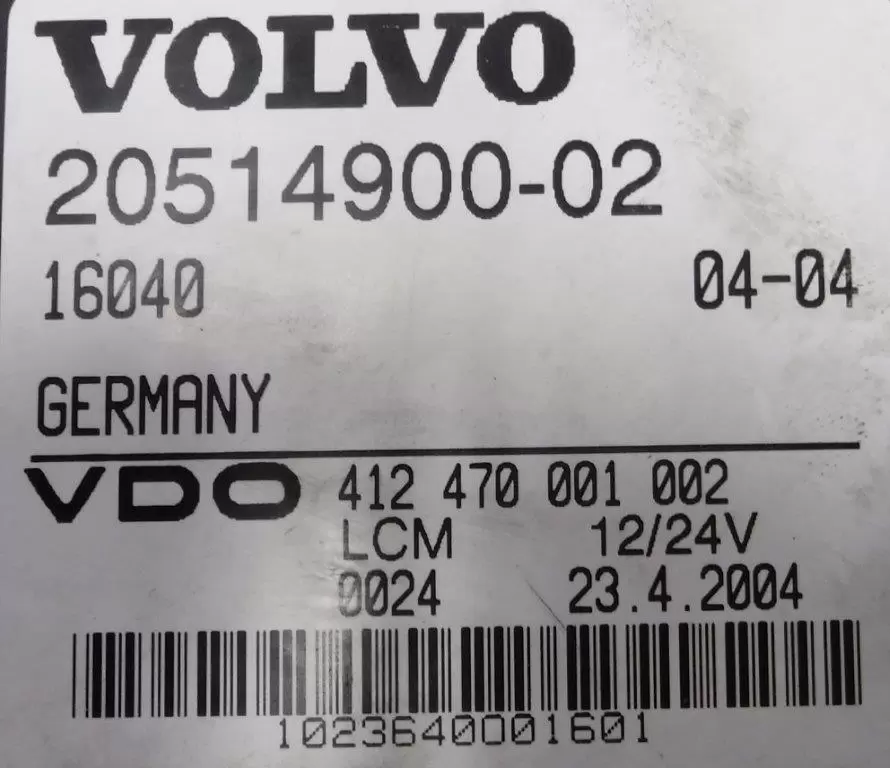 VOLVO
20514900-02
16040 04-04
GERMANY
VDO 412 470 001 002
LCM 12/24V
0024 23.4.2004
1023640001601